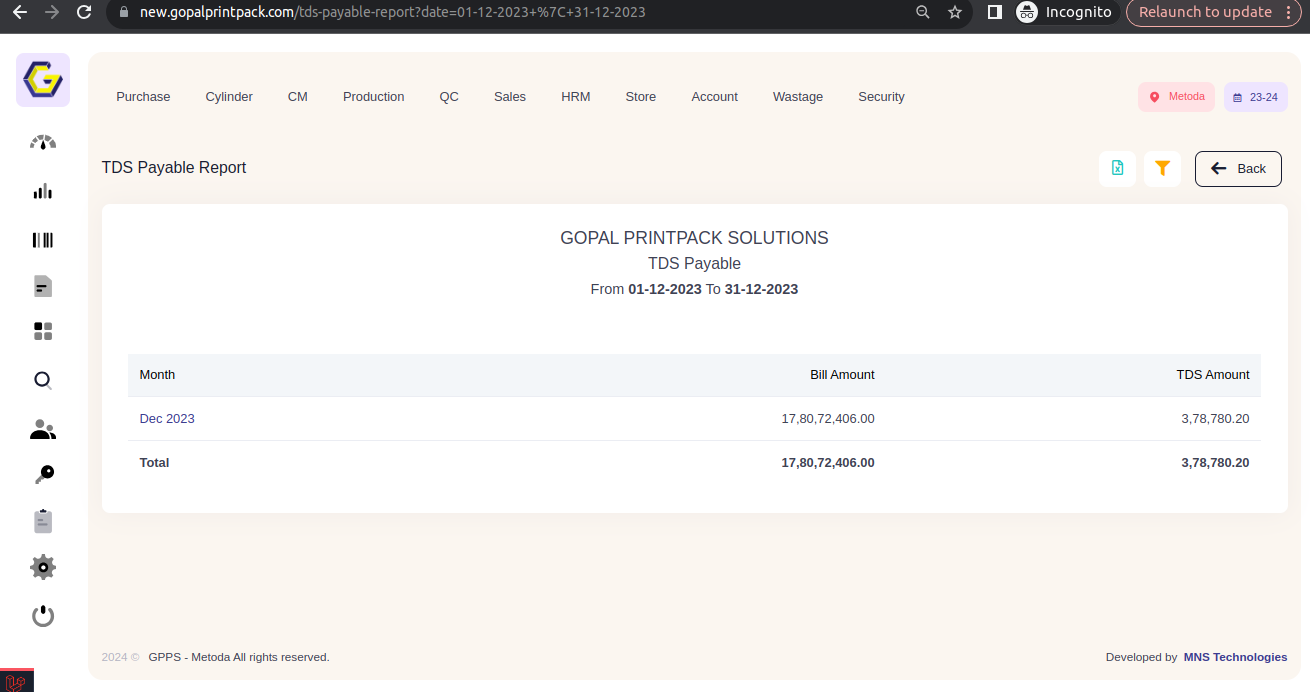 new.gopalprintpack.com/tds-payable-report?date=01-12-2023+%7C+31-12-2023
Incognito
Relaunch to update
Purchase Cylinder CM Production QC Sales HRM Store Account Wastage Security
Metoda
23-24
TDS Payable Report
Back
GOPAL PRINTPACK SOLUTIONS
TDS Payable
From 01-12-2023 To 31-12-2023
Month Bill Amount TDS Amount
Dec 2023 17,80,72,406.00 3,78,780.20
Total 17,80,72,406.00 3,78,780.20
2024 © GPPS - Metoda All rights reserved.
Developed by MNS Technologies